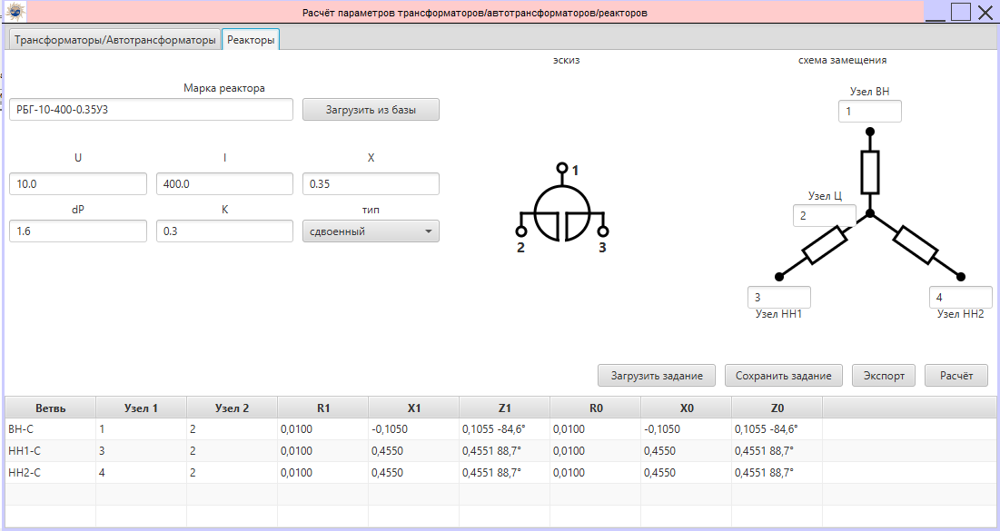 Расчёт параметров трансформаторов/автотрансформаторов/реакторов
Трансформаторы/Автотрансформаторы Реакторы
эскиз
схема замещения
Марка реактора
РБГ-10-400-0.35У3
Загрузить из базы
U I X
10.0 400.0 0.35
dP К тип
1.6 0.3 сдвоенный
1
2 3
Узел ВН
1
Узел Ц
2
3 4
Узел НН1 Узел НН2
Загрузить задание Сохранить задание Экспорт Расчёт
Ветвь Узел 1 Узел 2 R1 X1 Z1 R0 X0 Z0
ВН-С 1 2 0,0100 -0,1050 0,1055 -84,6° 0,0100 -0,1050 0,1055 -84,6°
НН1-С 3 2 0,0100 0,4550 0,4551 88,7° 0,0100 0,4550 0,4551 88,7°
НН2-С 4 2 0,0100 0,4550 0,4551 88,7° 0,0100 0,4550 0,4551 88,7°